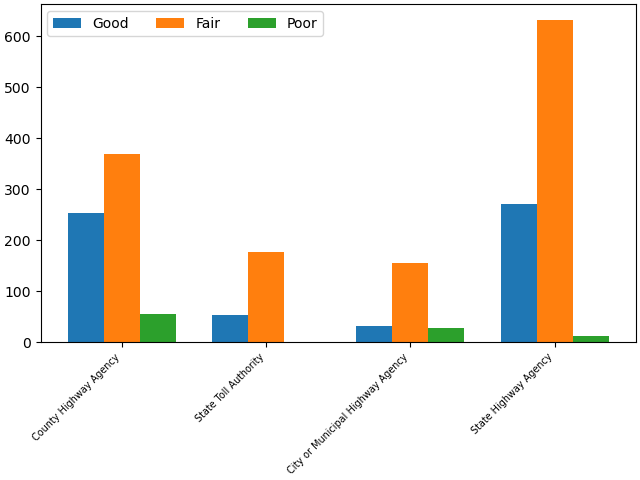 Good Fair Poor
600
500
400
300
200
100
0
County Highway Agency
State Toll Authority
City or Municipal Highway Agency
State Highway Agency